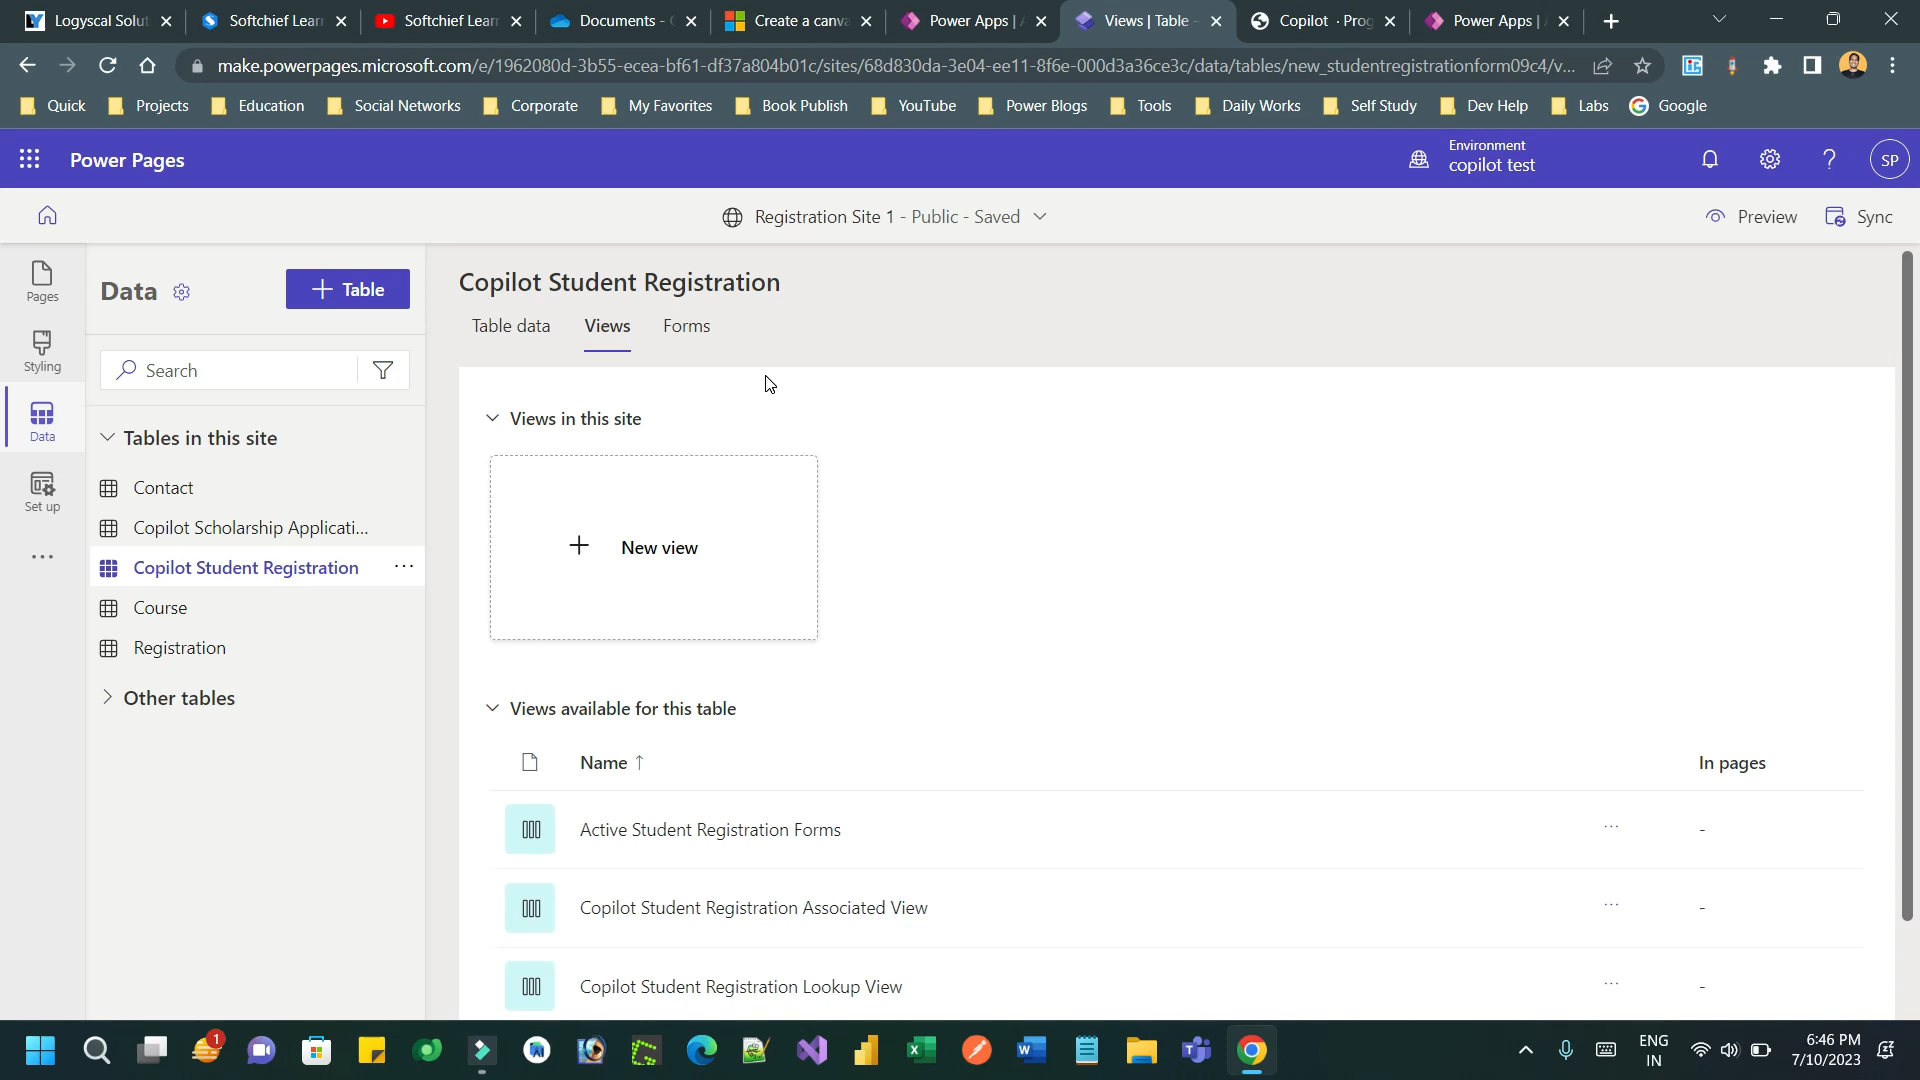 Logyscal Solut
Softchief Lear
Softchief Lear
Documents -
Create a canva
Power Apps |
Views | Table -
Copilot · Prog
Power Apps |
make.powerpages.microsoft.com/e/1962080d-3b55-ecea-bf61-df37a804b01c/sites/68d830da-3e04-ee11-8f6e-000d3a36ce3c/data/tables/new_studentregistrationform09c4/v...
Quick
Projects
Education
Social Networks
Corporate
My Favorites
Book Publish
YouTube
Power Blogs
Tools
Daily Works
Self Study
Dev Help
Labs
Google
Power Pages
Environment
copilot test
SP
Registration Site 1 - Public - Saved
Preview
Sync
Pages
Styling
Data
Set up
Data
+ Table
Search
Tables in this site
Contact
Copilot Scholarship Applicati...
Copilot Student Registration
Course
Registration
Other tables
Copilot Student Registration
Table data
Views
Forms
Views in this site
+ New view
Views available for this table
Name ↑
In pages
Active Student Registration Forms
-
Copilot Student Registration Associated View
-
Copilot Student Registration Lookup View
-
1
ENG
IN
6:46 PM
7/10/2023